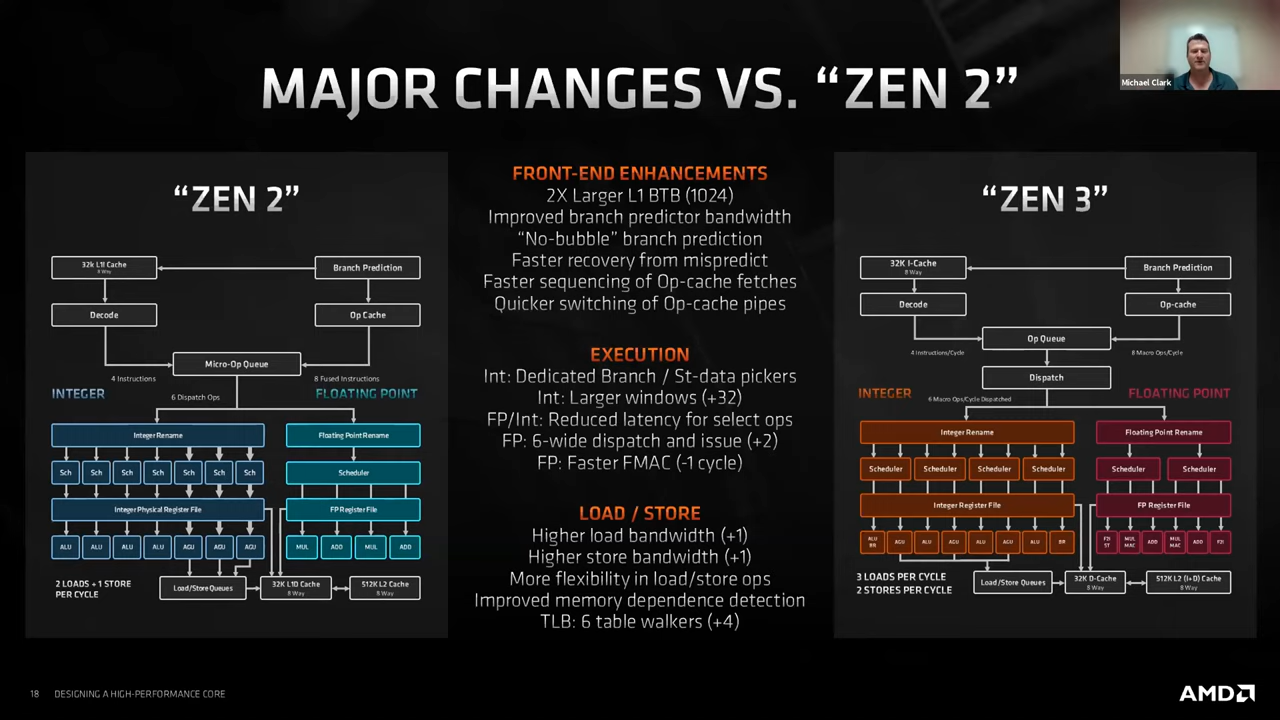 MAJOR CHANGES VS. “ZEN 2”
Michael Clark
“ZEN 2”
32k L1I Cache
8 Way
Branch Prediction
Decode
Op Cache
Micro-Op Queue
4 Instructions
8 Fused Instructions
INTEGER
6 Dispatch Ops
FLOATING POINT
Integer Rename
Floating Point Rename
Sch Sch Sch Sch Sch Sch Sch
Scheduler
Integer Physical Register File
FP Register File
ALU ALU ALU ALU AGU AGU AGU
MUL ADD MUL ADD
2 LOADS + 1 STORE
PER CYCLE
Load/Store Queues
32K L1D Cache
8 Way
512K L2 Cache
8 Way
FRONT-END ENHANCEMENTS
2X Larger L1 BTB (1024)
Improved branch predictor bandwidth
“No-bubble” branch prediction
Faster recovery from mispredict
Faster sequencing of Op-cache fetches
Quicker switching of Op-cache pipes
EXECUTION
Int: Dedicated Branch / St-data pickers
Int: Larger windows (+32)
FP/Int: Reduced latency for select ops
FP: 6-wide dispatch and issue (+2)
FP: Faster FMAC (-1 cycle)
LOAD / STORE
Higher load bandwidth (+1)
Higher store bandwidth (+1)
More flexibility in load/store ops
Improved memory dependence detection
TLB: 6 table walkers (+4)
“ZEN 3”
32K I-Cache
8 Way
Branch Prediction
Decode
Op-cache
Op Queue
4 Instructions/Cycle
8 Macro Ops/Cycle
Dispatch
INTEGER
6 Macro Ops/Cycle Dispatched
FLOATING POINT
Integer Rename
Floating Point Rename
Scheduler Scheduler Scheduler Scheduler
Scheduler Scheduler
Integer Register File
FP Register File
ALU
BR
AGU
ALU
AGU
ALU
AGU
ALU
BR
F2I
ST
MUL
MAC
ADD
MUL
MAC
ADD
F2I
3 LOADS PER CYCLE
2 STORES PER CYCLE
Load/Store Queues
32K D-Cache
8 Way
512K L2 (I+D) Cache
8 Way
18 DESIGNING A HIGH-PERFORMANCE CORE
AMD